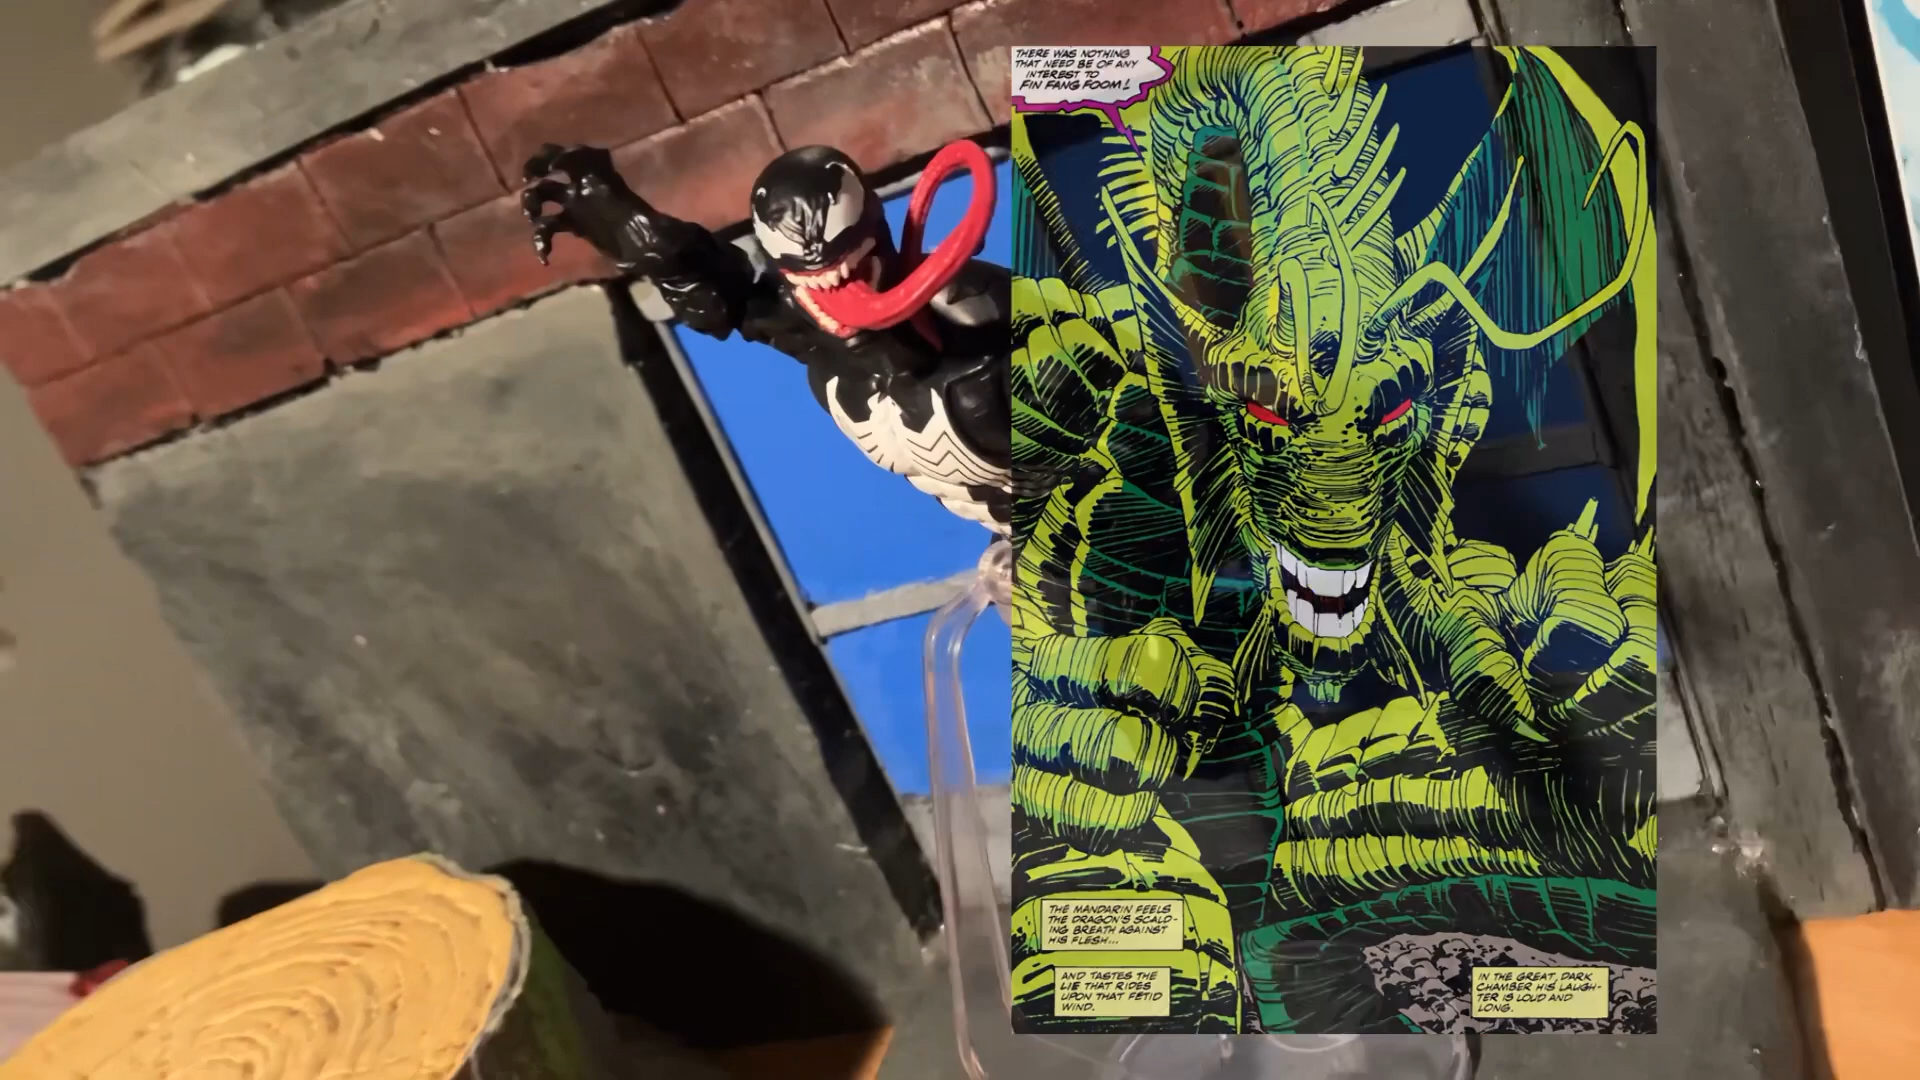 THERE WAS NOTHING
THAT NEED BE OF ANY
INTEREST TO
FIN FANG FOOM!
THE MANDARIN FEELS
THE DRAGON'S SCALD-
ING BREATH AGAINST
HIS FLESH...
AND TASTES THE
LIE THAT RIDES
UPON THAT FETID
WIND.
IN THE GREAT, DARK
CHAMBER HIS LAUGH-
TER IS LOUD AND
LONG.